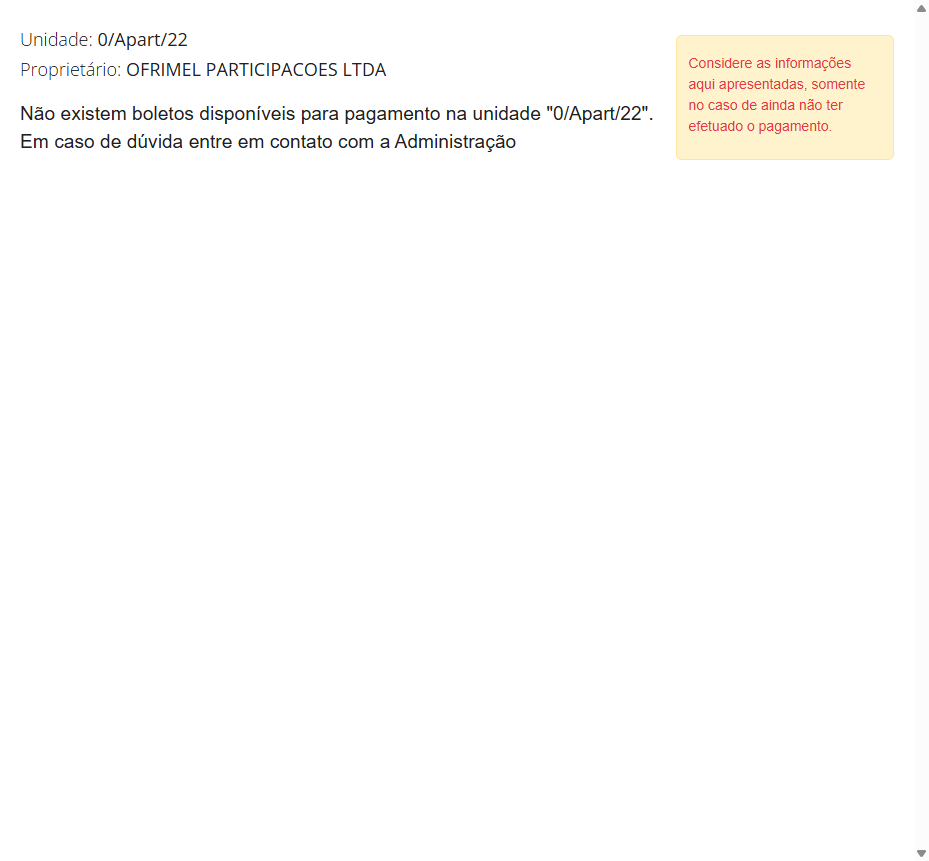 Unidade: 0/Apart/22
Proprietário: OFRIMEL PARTICIPACOES LTDA
Não existem boletos disponíveis para pagamento na unidade "0/Apart/22".
Em caso de dúvida entre em contato com a Administração
Considere as informações
aqui apresentadas, somente
no caso de ainda não ter
efetuado o pagamento.